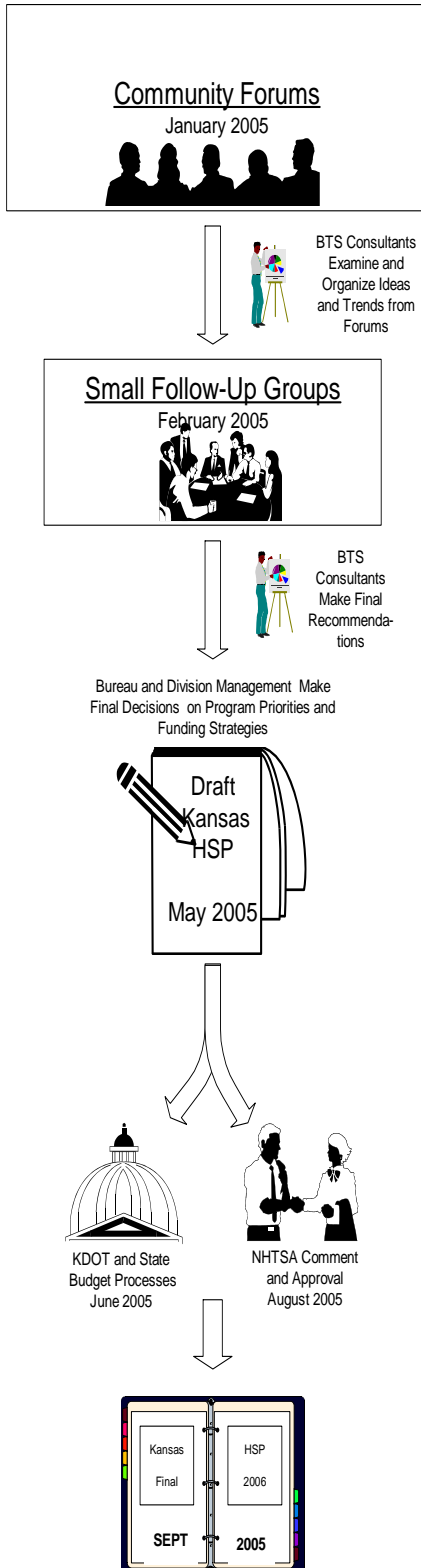 Community Forums
January 2005
BTS Consultants
Examine and
Organize Ideas
and Trends from
Forums
Small Follow-Up Groups
February 2005
BTS
Consultants
Make Final
Recommenda-
tions
Bureau and Division Management Make
Final Decisions on Program Priorities and
Funding Strategies
Draft
Kansas
HSP
May 2005
KDOT and State
Budget Processes
June 2005
NHTSA Comment
and Approval
August 2005
Kansas
Final
HSP
2006
SEPT
2005